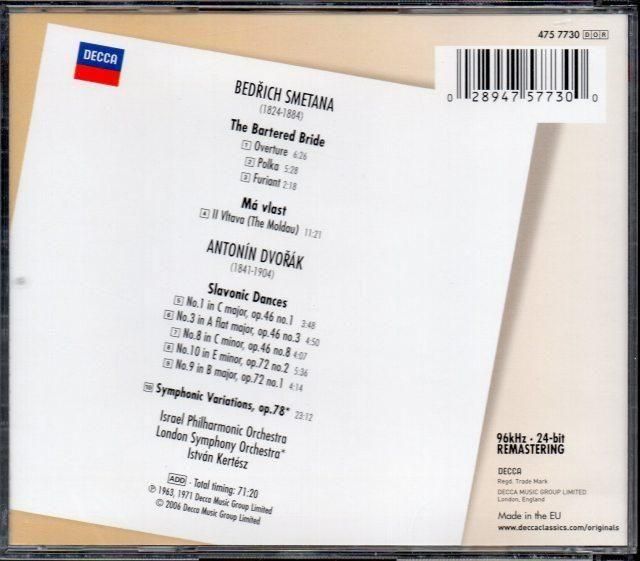 475 7730 DDR
0 28947 57730 0
DECCA
BEDŘICH SMETANA
(1824-1884)
The Bartered Bride
1 Overture 6:26
2 Polka 5:28
3 Furiant 2:18
Má vlast
4 II Vltava (The Moldau) 11:21
ANTONÍN DVOŘÁK
(1841-1904)
Slavonic Dances
5 No.1 in C major, op.46 no.1 3:48
6 No.3 in A flat major, op.46 no.3 4:50
7 No.8 in C minor, op.46 no.8 4:07
8 No.10 in E minor, op.72 no.2 5:36
9 No.9 in B major, op.72 no.1 4:14
10 Symphonic Variations, op.78* 23:12
Israel Philharmonic Orchestra
London Symphony Orchestra*
István Kertész
ADD · Total timing: 71:20
℗ 1963, 1971 Decca Music Group Limited
© 2006 Decca Music Group Limited
96kHz · 24-bit
REMASTERING
DECCA
Regd. Trade Mark
DECCA MUSIC GROUP LIMITED
London, England
Made in the EU
www.deccaclassics.com/originals